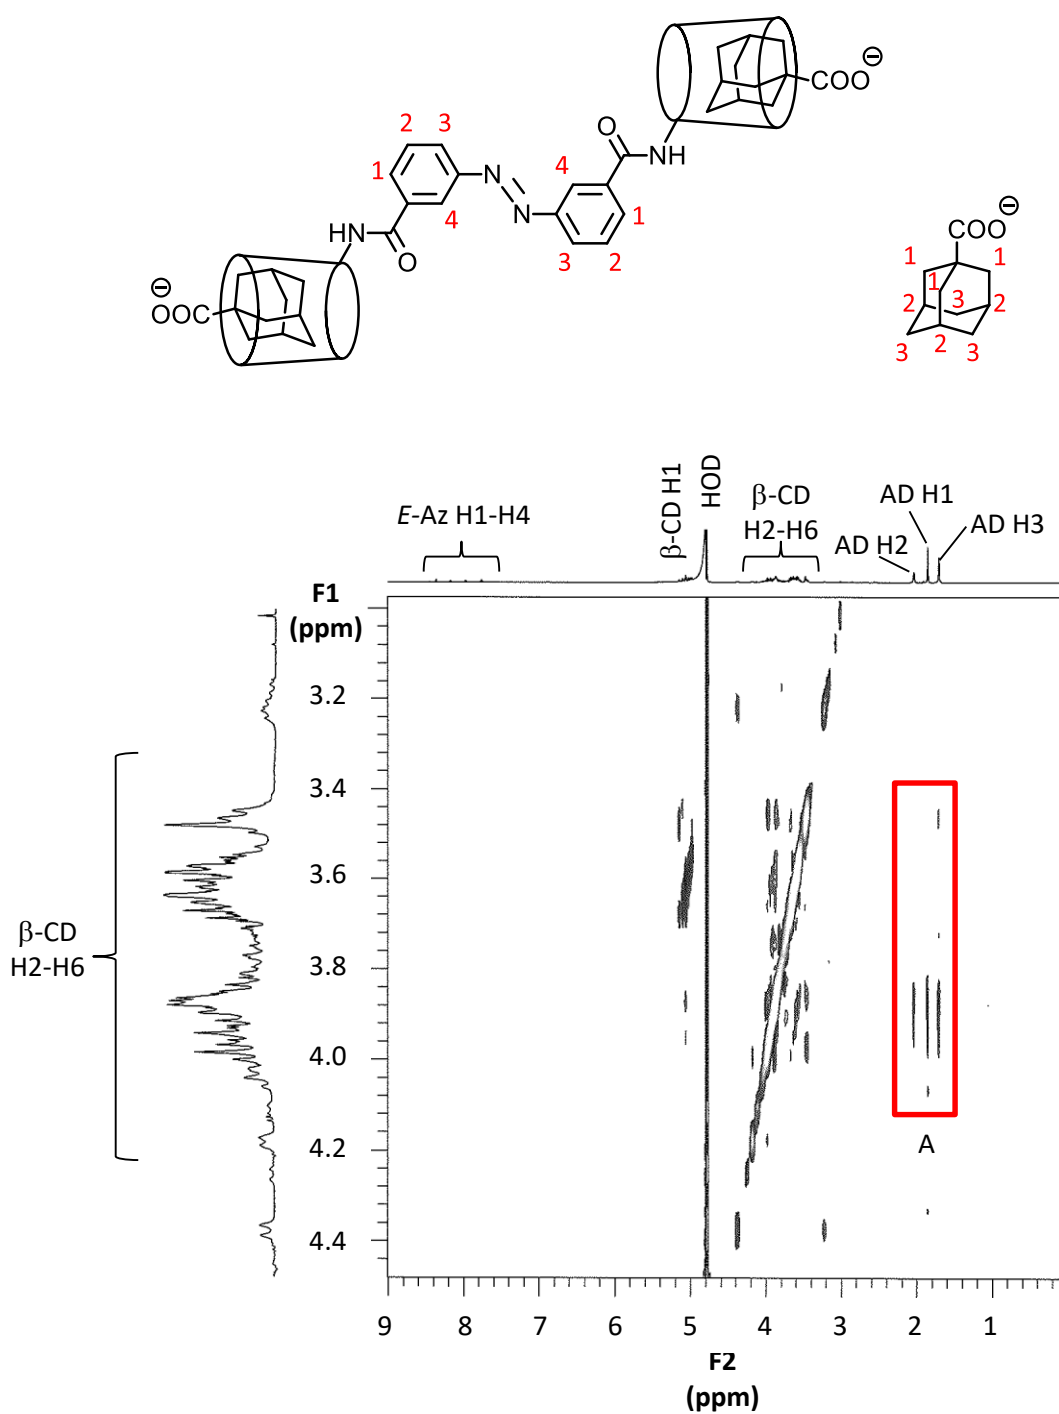 COO⊖
2 3
1
4
N
N
O
NH
4
1
3 2
HN
O
⊖
OOC
COO⊖
1 1
1
2 3 2
3 2 3
E-Az H1-H4
β-CD H1
HOD
β-CD
H2-H6
AD H2
AD H1
AD H3
F1
(ppm)
3.2
3.4
3.6
3.8
4.0
4.2
4.4
β-CD
H2-H6
A
9 8 7 6 5 4 3 2 1
F2
(ppm)